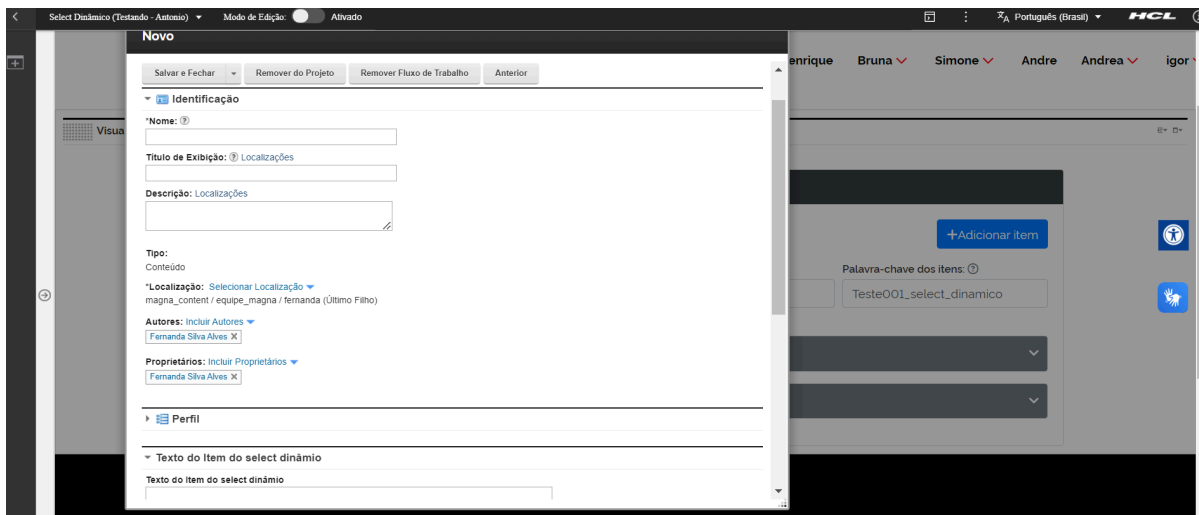 Select Dinâmico (Testando - Antonio)
Modo de Edição:
Ativado
Português (Brasil)
HCL
Novo
Salvar e Fechar
Remover do Projeto
Remover Fluxo de Trabalho
Anterior
enrique
Bruna
Simone
Andre
Andrea
igor
Identificação
*Nome:
Título de Exibição: Localizações
Descrição: Localizações
Tipo:
Conteúdo
*Localização: Selecionar Localização
magna_content / equipe_magna / fernanda (Último Filho)
Autores: Incluir Autores
Fernanda Silva Alves X
Proprietários: Incluir Proprietários
Fernanda Silva Alves X
Perfil
Texto do Item do select dinâmio
Texto do Item do select dinâmio
Visua
+Adicionar item
Palavra-chave dos itens:
Teste001_select_dinamico